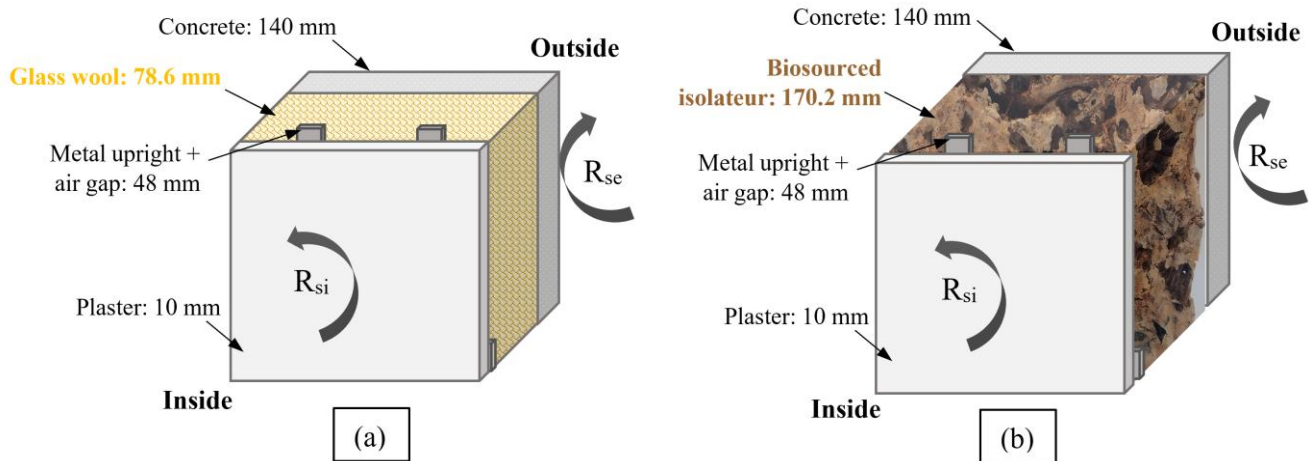 Concrete: 140 mm
Outside
Glass wool: 78.6 mm
Metal upright +
air gap: 48 mm
Rse
Rsi
Plaster: 10 mm
Inside
(a)
Concrete: 140 mm
Outside
Biosourced
isolateur: 170.2 mm
Metal upright +
air gap: 48 mm
Rse
Rsi
Plaster: 10 mm
Inside
(b)